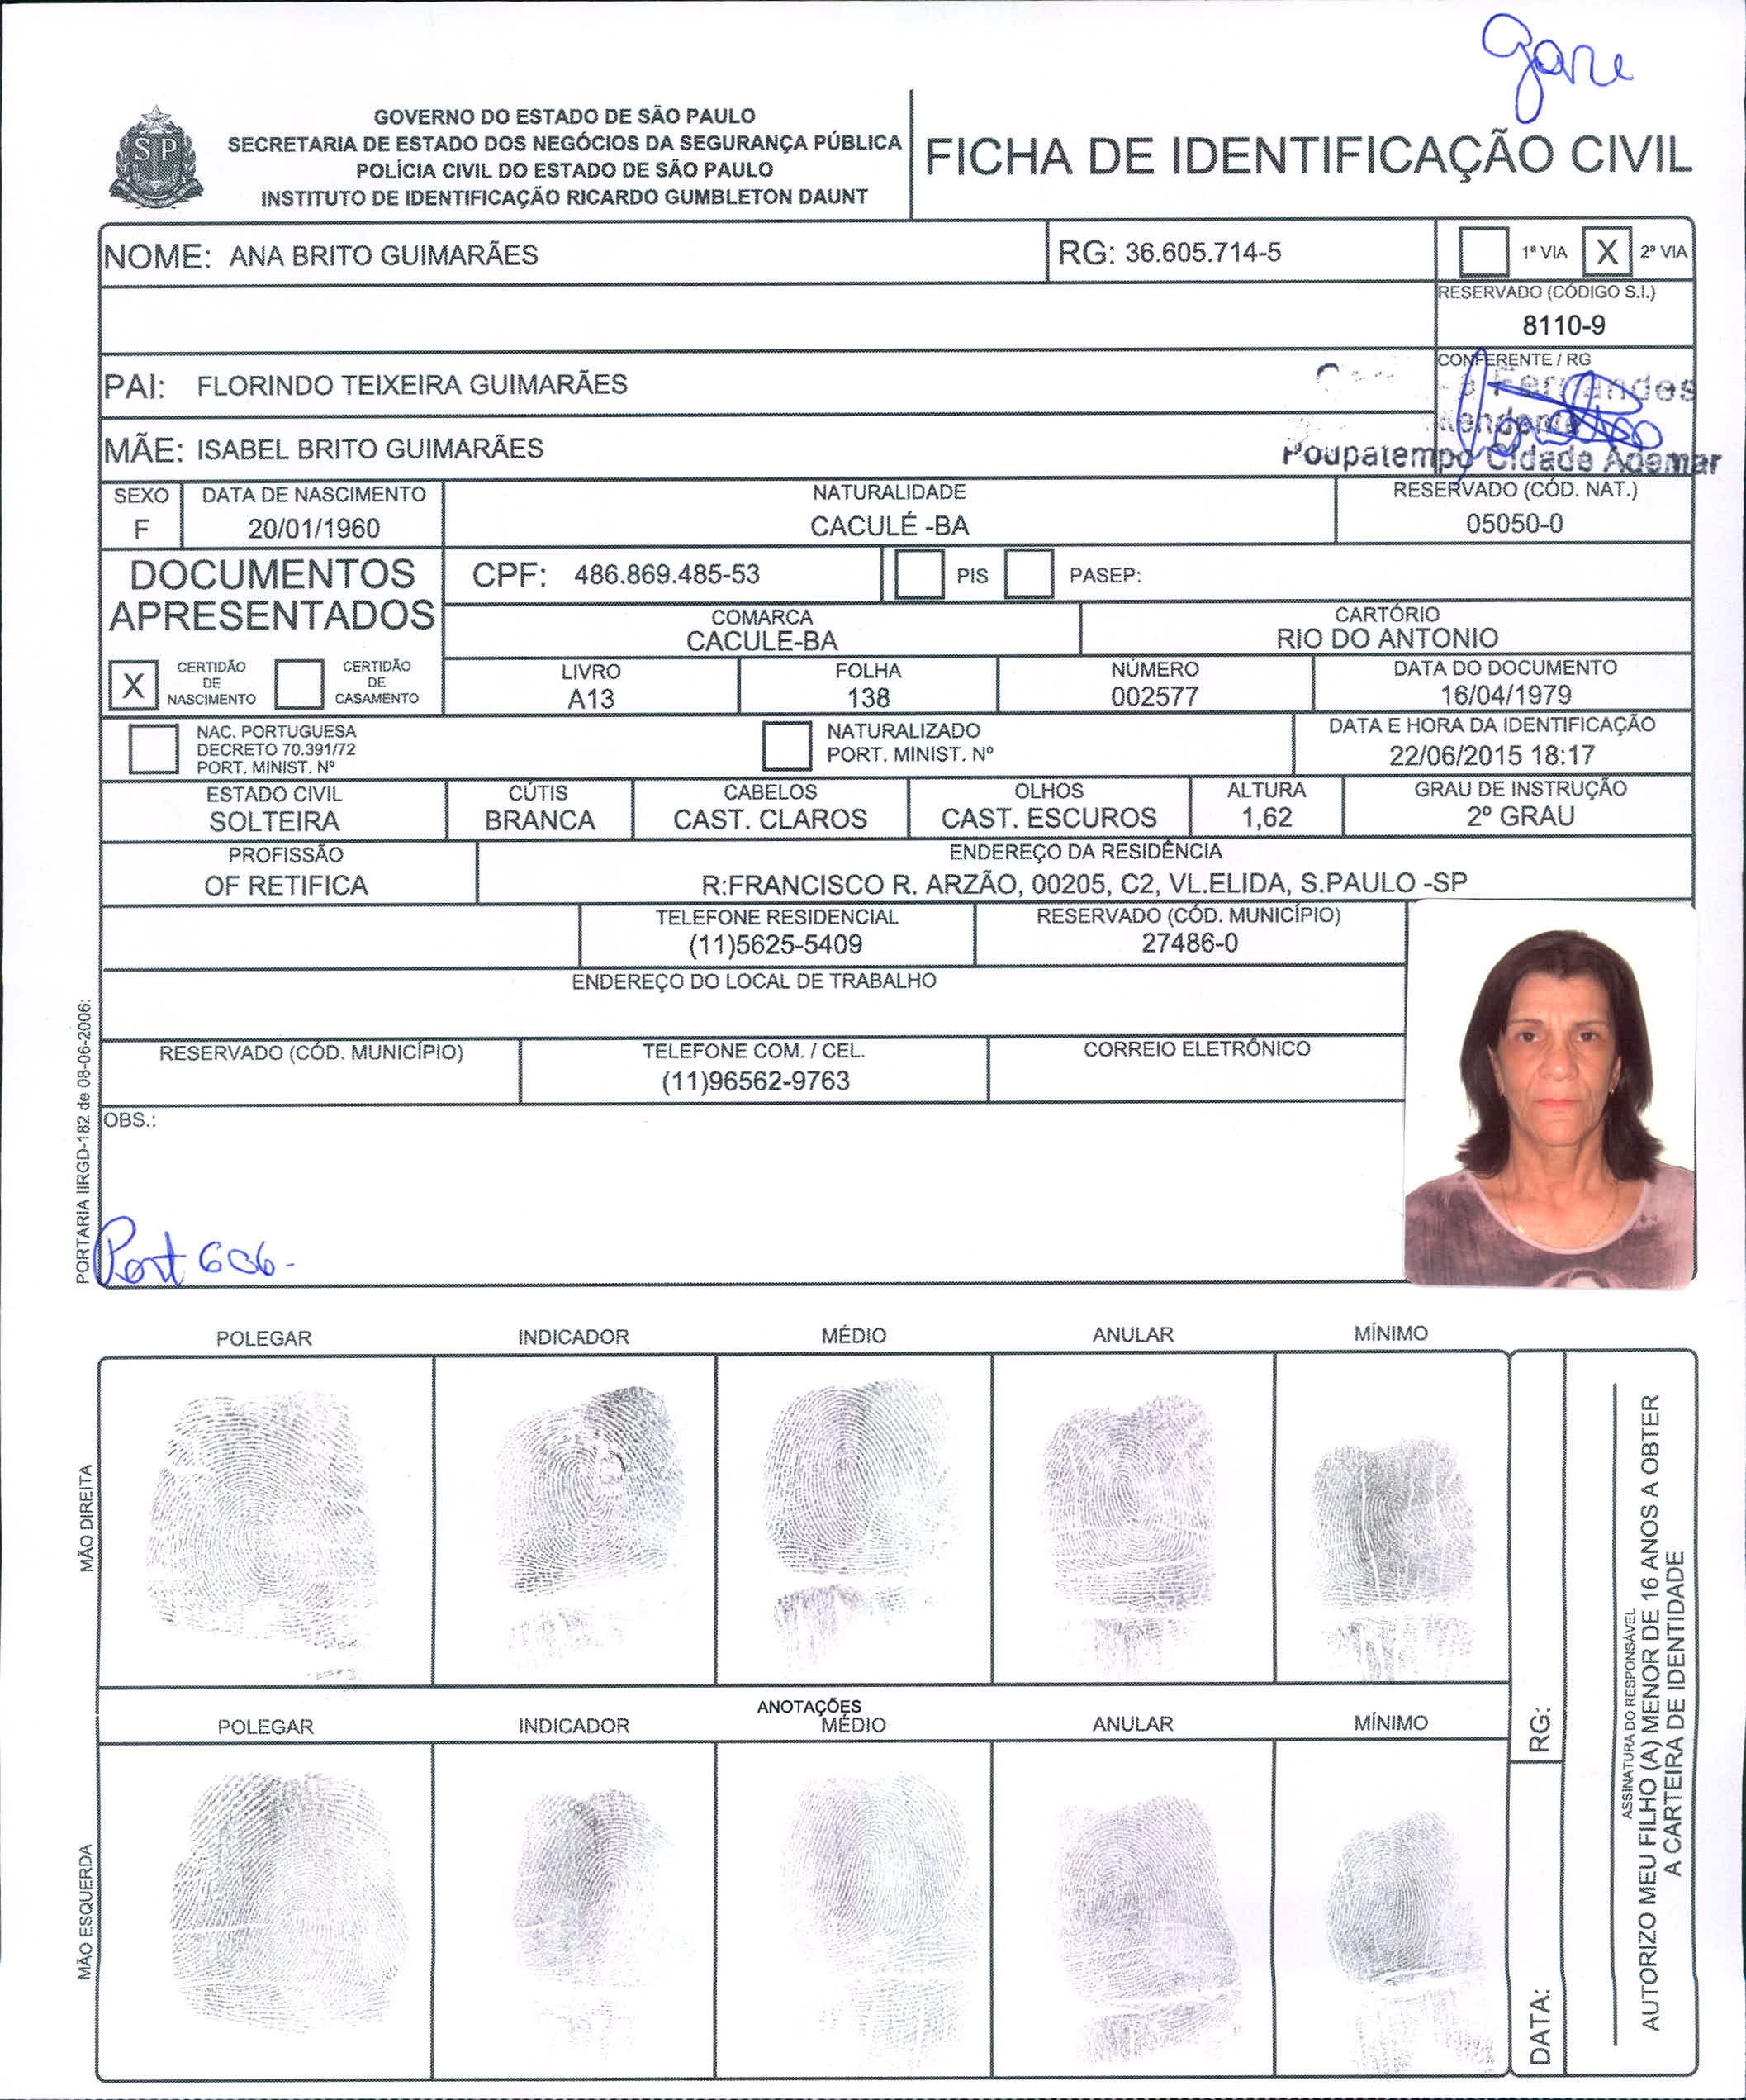 Gare
SP
GOVERNO DO ESTADO DE SÃO PAULO
SECRETARIA DE ESTADO DOS NEGÓCIOS DA SEGURANÇA PÚBLICA
POLÍCIA CIVIL DO ESTADO DE SÃO PAULO
INSTITUTO DE IDENTIFICAÇÃO RICARDO GUMBLETON DAUNT
FICHA DE IDENTIFICAÇÃO CIVIL
NOME: ANA BRITO GUIMARÃES
RG: 36.605.714-5
1ª VIA X 2ª VIA
RESERVADO (CÓDIGO S.I.)
8110-9
PAI: FLORINDO TEIXEIRA GUIMARÃES
CONFERENTE / RG
Fernandes
MÃE: ISABEL BRITO GUIMARÃES
Poupatempo Cidade Ademar
SEXO
F
DATA DE NASCIMENTO
20/01/1960
NATURALIDADE
CACULÉ -BA
RESERVADO (CÓD. NAT.)
05050-0
DOCUMENTOS
APRESENTADOS
CPF: 486.869.485-53
PIS
PASEP:
COMARCA
CACULE-BA
CARTÓRIO
RIO DO ANTONIO
X
CERTIDÃO
DE
NASCIMENTO
CERTIDÃO
DE
CASAMENTO
LIVRO
A13
FOLHA
138
NÚMERO
002577
DATA DO DOCUMENTO
16/04/1979
NAC. PORTUGUESA
DECRETO 70.391/72
PORT. MINIST. Nº
NATURALIZADO
PORT. MINIST. Nº
DATA E HORA DA IDENTIFICAÇÃO
22/06/2015 18:17
ESTADO CIVIL
SOLTEIRA
CÚTIS
BRANCA
CABELOS
CAST. CLAROS
OLHOS
CAST. ESCUROS
ALTURA
1,62
GRAU DE INSTRUÇÃO
2º GRAU
PROFISSÃO
OF RETIFICA
ENDEREÇO DA RESIDÊNCIA
R:FRANCISCO R. ARZÃO, 00205, C2, VL.ELIDA, S.PAULO -SP
TELEFONE RESIDENCIAL
(11)5625-5409
RESERVADO (CÓD. MUNICÍPIO)
27486-0
ENDEREÇO DO LOCAL DE TRABALHO
RESERVADO (CÓD. MUNICÍPIO)
TELEFONE COM. / CEL.
(11)96562-9763
CORREIO ELETRÔNICO
OBS.:
Port 606-
PORTARIA IIRGD-182 de 08-06-2006:
POLEGAR INDICADOR MÉDIO ANULAR MÍNIMO
MÃO DIREITA
ANOTAÇÕES
POLEGAR INDICADOR MÉDIO ANULAR MÍNIMO
MÃO ESQUERDA
RG:
DATA:
ASSINATURA DO RESPONSÁVEL
AUTORIZO MEU FILHO (A) MENOR DE 16 ANOS A OBTER
A CARTEIRA DE IDENTIDADE